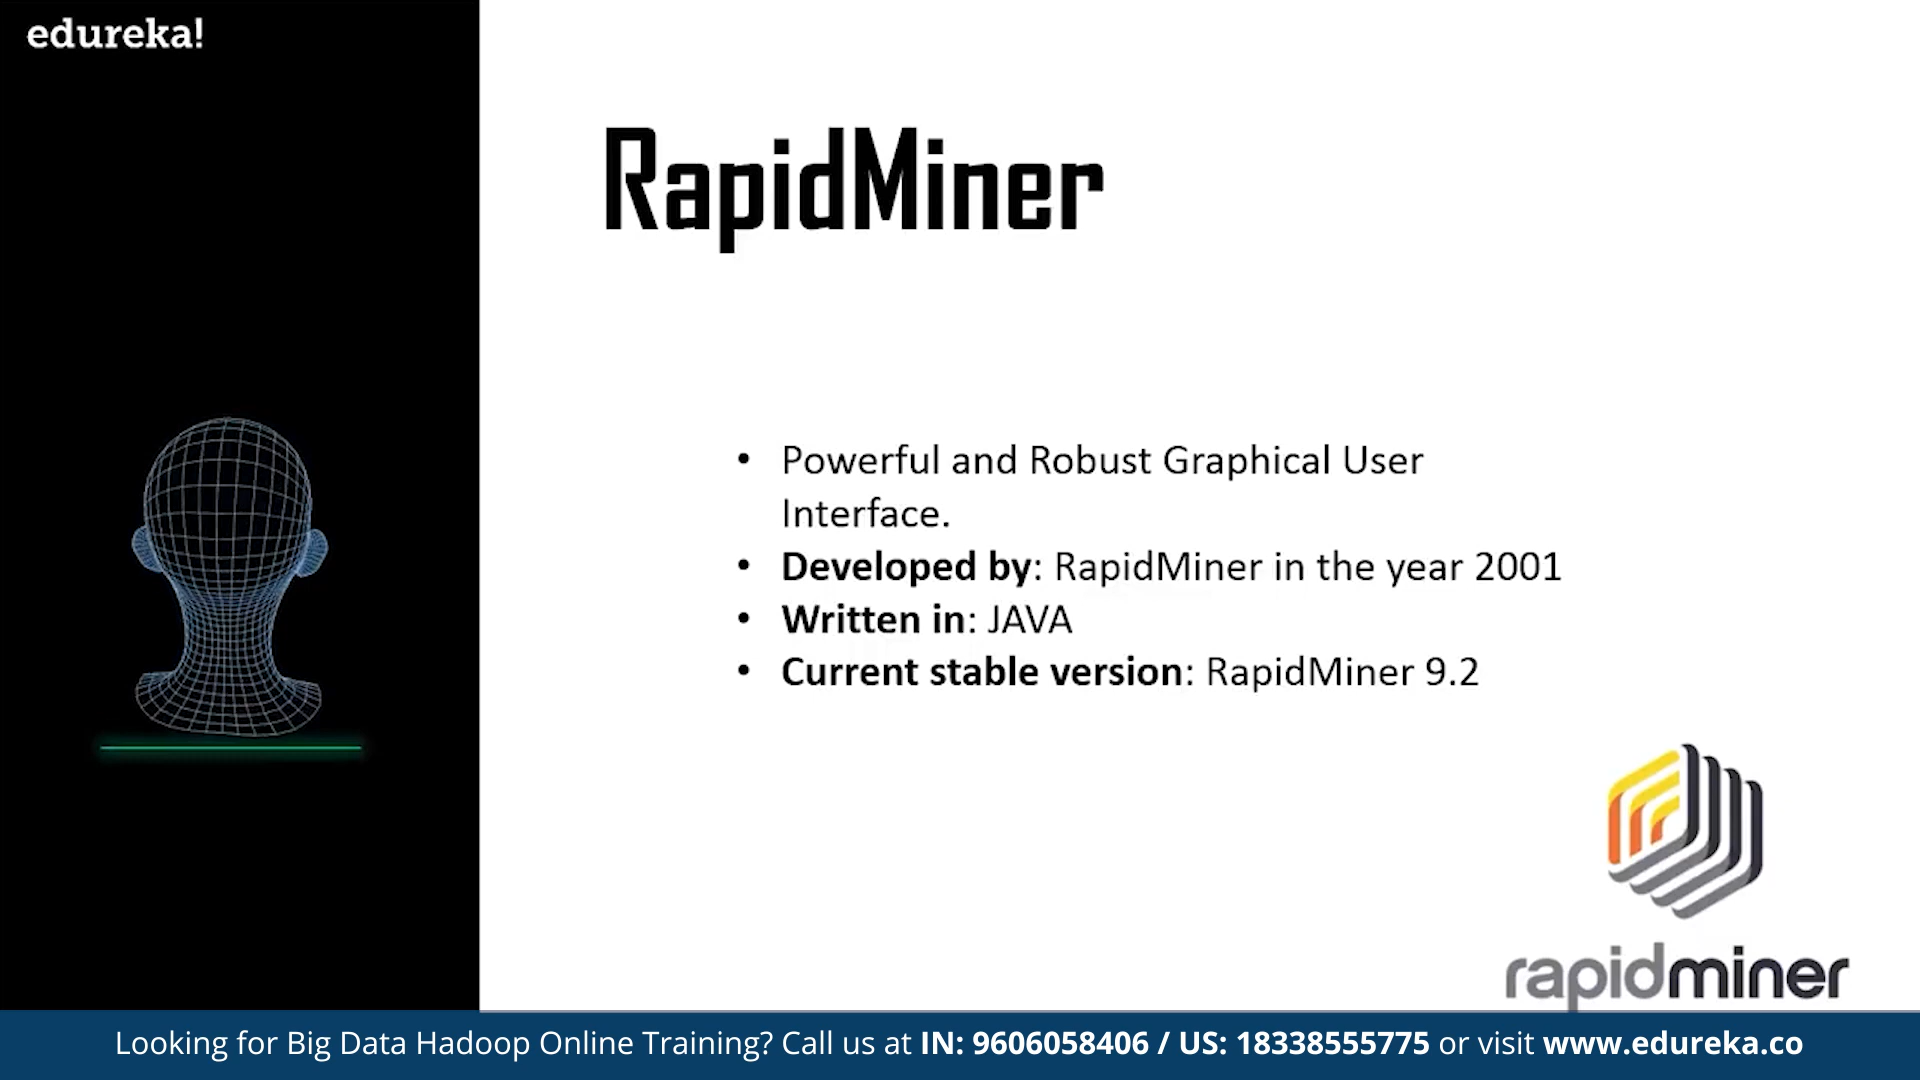 edureka!
RapidMiner
• Powerful and Robust Graphical User
Interface.
• Developed by: RapidMiner in the year 2001
• Written in: JAVA
• Current stable version: RapidMiner 9.2
rapidminer
Looking for Big Data Hadoop Online Training? Call us at IN: 9606058406 / US: 18338555775 or visit www.edureka.co